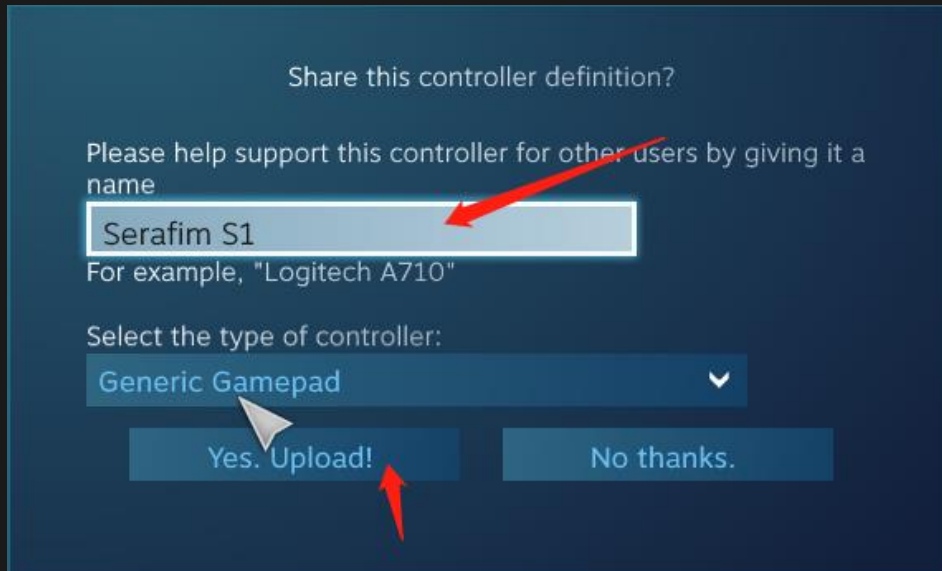 Share this controller definition?
Please help support this controller for other users by giving it a
name
Serafim S1
For example, "Logitech A710"
Select the type of controller:
Generic Gamepad
Yes. Upload!
No thanks.